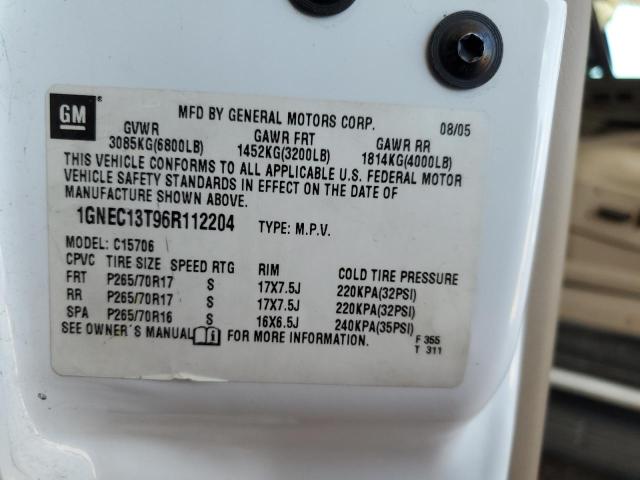 GM ®
MFD BY GENERAL MOTORS CORP. 08/05
GVWR GAWR FRT GAWR RR
3085KG(6800LB) 1452KG(3200LB) 1814KG(4000LB)
THIS VEHICLE CONFORMS TO ALL APPLICABLE U.S. FEDERAL MOTOR
VEHICLE SAFETY STANDARDS IN EFFECT ON THE DATE OF
MANUFACTURE SHOWN ABOVE.
1GNEC13T96R112204 TYPE: M.P.V.
MODEL: C15706
CPVC TIRE SIZE SPEED RTG RIM COLD TIRE PRESSURE
FRT P265/70R17 S 17X7.5J 220KPA(32PSI)
RR P265/70R17 S 17X7.5J 220KPA(32PSI)
SPA P265/70R16 S 16X6.5J 240KPA(35PSI)
SEE OWNER'S MANUAL FOR MORE INFORMATION. F 355
T 311